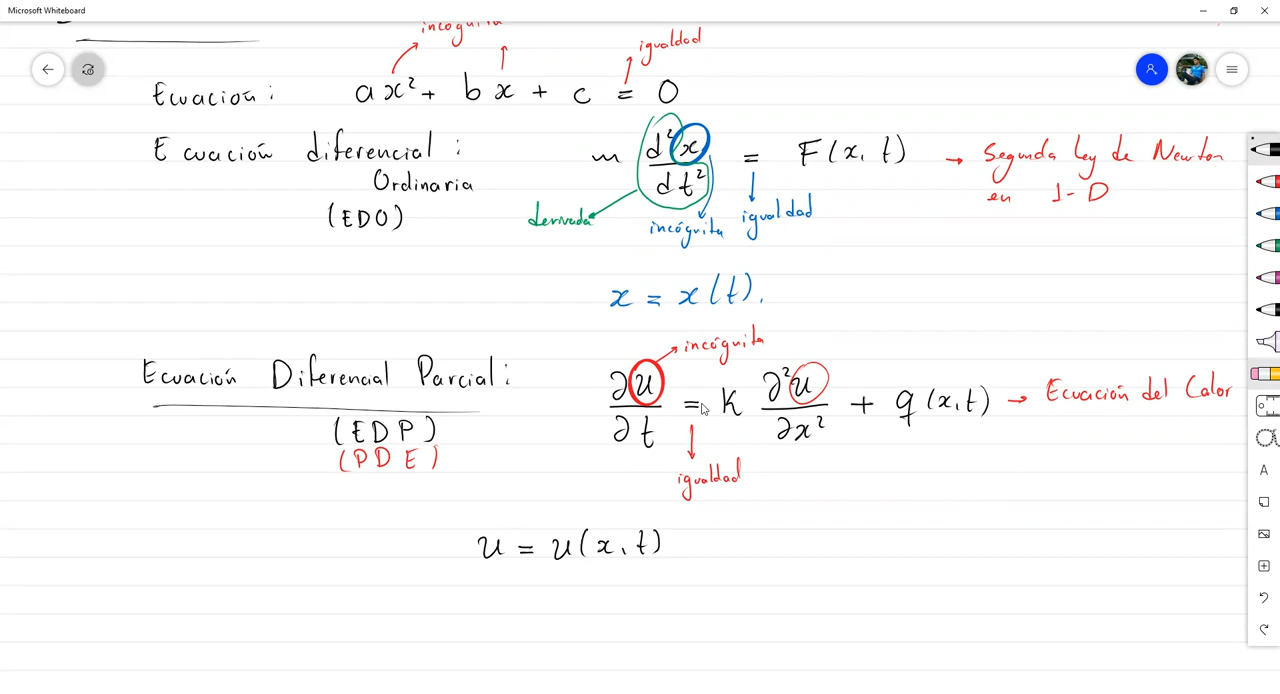 Microsoft Whiteboard
incógnita
igualdad
Ecuación: ax² + bx + c = 0
Ecuación diferencial: m d²x/dt² = F(x, t) → Segunda Ley de Newton
Ordinaria
en 1-D
(EDO)
derivada
incógnita
igualdad
x = x(t).
incógnita
Ecuación Diferencial Parcial: ∂u/∂t = K ∂²u/∂x² + q(x,t) → Ecuación del Calor
(EDP)
(PDE)
igualdad
u = u(x,t)
A